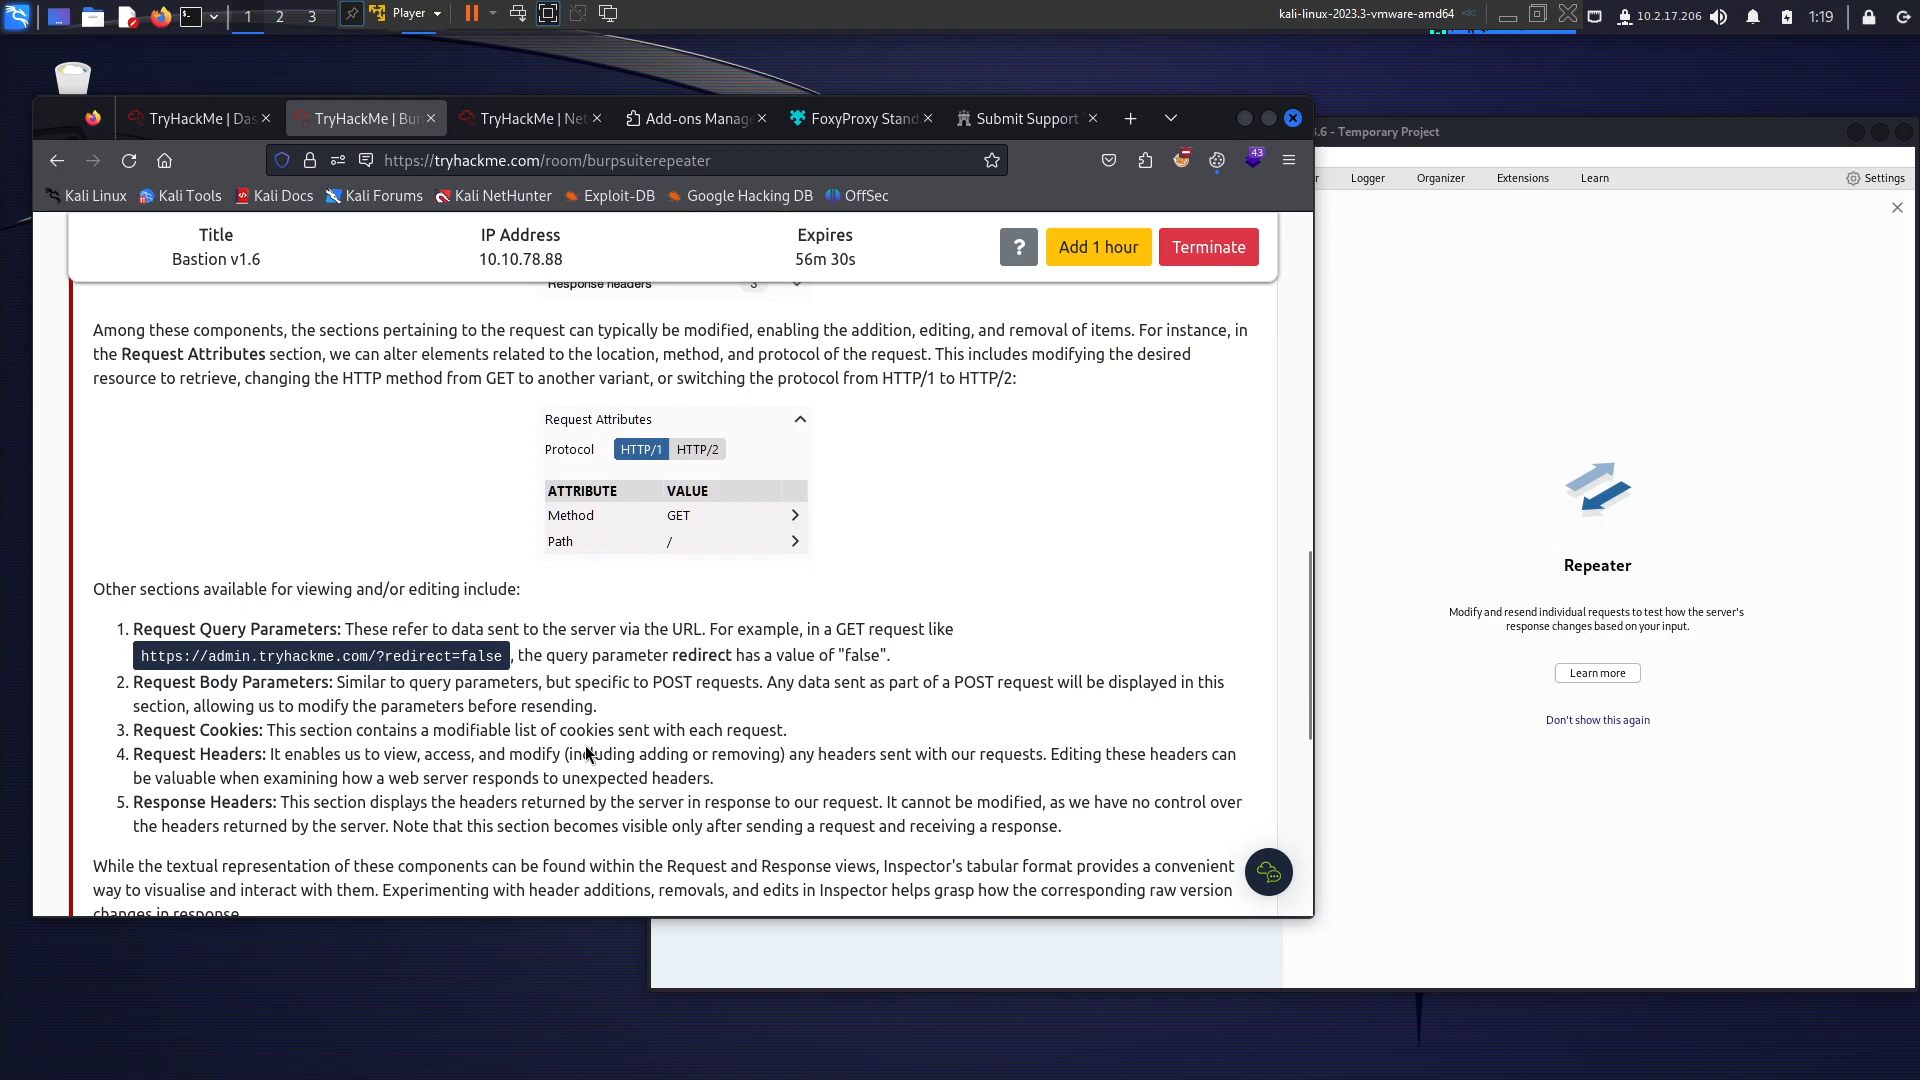 1 2 3 Player kali-linux-2023.3-vmware-amd64 10.2.17.206 1:19
TryHackMe | Das TryHackMe | Bur TryHackMe | Net Add-ons Manage FoxyProxy Stand Submit Support
.6 - Temporary Project
https://tryhackme.com/room/burpsuiterepeater 43
Logger Organizer Extensions Learn Settings
Kali Linux Kali Tools Kali Docs Kali Forums Kali NetHunter Exploit-DB Google Hacking DB OffSec
Title IP Address Expires
Bastion v1.6 10.10.78.88 56m 30s
? Add 1 hour Terminate
Response headers 3
Among these components, the sections pertaining to the request can typically be modified, enabling the addition, editing, and removal of items. For instance, in
the Request Attributes section, we can alter elements related to the location, method, and protocol of the request. This includes modifying the desired
resource to retrieve, changing the HTTP method from GET to another variant, or switching the protocol from HTTP/1 to HTTP/2:
Request Attributes
Protocol HTTP/1 HTTP/2
ATTRIBUTE VALUE
Method GET
Path /
Other sections available for viewing and/or editing include:
1. Request Query Parameters: These refer to data sent to the server via the URL. For example, in a GET request like
https://admin.tryhackme.com/?redirect=false , the query parameter redirect has a value of "false".
2. Request Body Parameters: Similar to query parameters, but specific to POST requests. Any data sent as part of a POST request will be displayed in this
section, allowing us to modify the parameters before resending.
3. Request Cookies: This section contains a modifiable list of cookies sent with each request.
4. Request Headers: It enables us to view, access, and modify (including adding or removing) any headers sent with our requests. Editing these headers can
be valuable when examining how a web server responds to unexpected headers.
5. Response Headers: This section displays the headers returned by the server in response to our request. It cannot be modified, as we have no control over
the headers returned by the server. Note that this section becomes visible only after sending a request and receiving a response.
While the textual representation of these components can be found within the Request and Response views, Inspector's tabular format provides a convenient
way to visualise and interact with them. Experimenting with header additions, removals, and edits in Inspector helps grasp how the corresponding raw version
changes in response.
Repeater
Modify and resend individual requests to test how the server's
response changes based on your input.
Learn more
Don't show this again